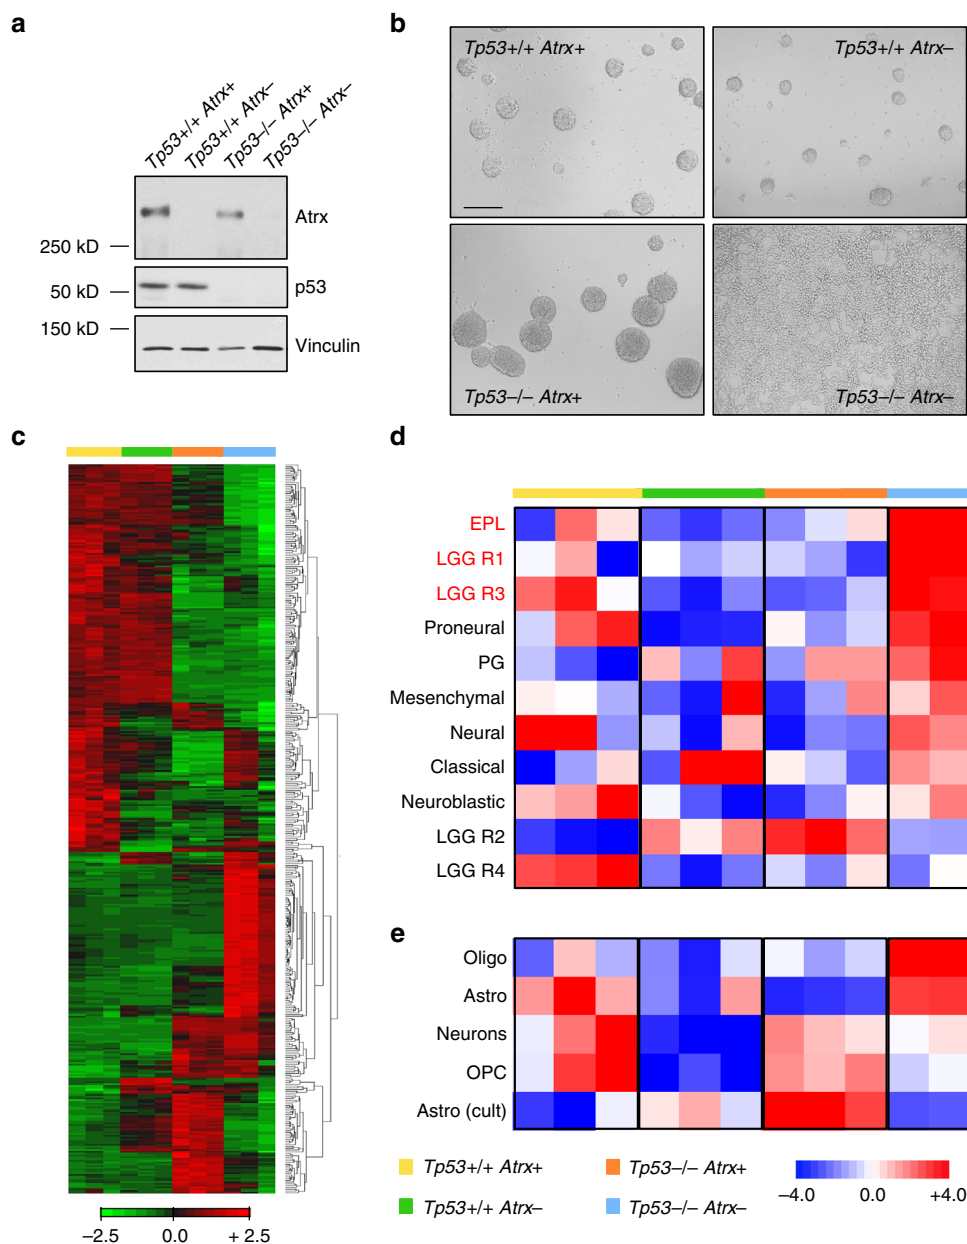 a
Tp53+/+ Atrx+
Tp53+/+ Atrx–
Tp53–/– Atrx+
Tp53–/– Atrx–
Atrx
250 kD
p53
50 kD
150 kD
Vinculin
b
Tp53+/+ Atrx+
Tp53+/+ Atrx–
Tp53–/– Atrx+
Tp53–/– Atrx–
c
–2.5 0.0 + 2.5
d
EPL
LGG R1
LGG R3
Proneural
PG
Mesenchymal
Neural
Classical
Neuroblastic
LGG R2
LGG R4
e
Oligo
Astro
Neurons
OPC
Astro (cult)
Tp53+/+ Atrx+
Tp53–/– Atrx+
Tp53+/+ Atrx–
Tp53–/– Atrx–
–4.0 0.0 +4.0